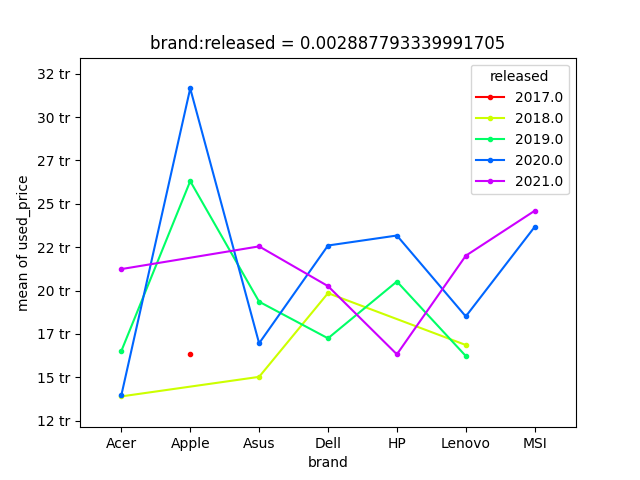 brand:released = 0.002887793339991705
mean of used_price
32 tr
30 tr
27 tr
25 tr
22 tr
20 tr
17 tr
15 tr
12 tr
released
2017.0
2018.0
2019.0
2020.0
2021.0
Acer Apple Asus Dell HP Lenovo MSI
brand